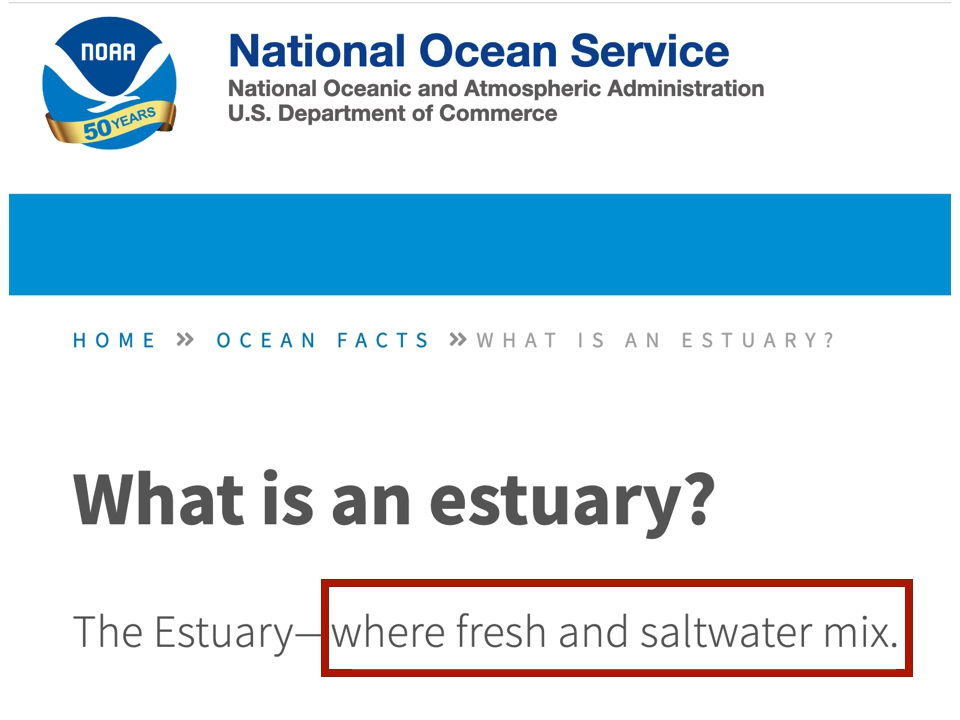 NOAA
50 YEARS
National Ocean Service
National Oceanic and Atmospheric Administration
U.S. Department of Commerce
HOME » OCEAN FACTS » WHAT IS AN ESTUARY?
What is an estuary?
The Estuary—where fresh and saltwater mix.